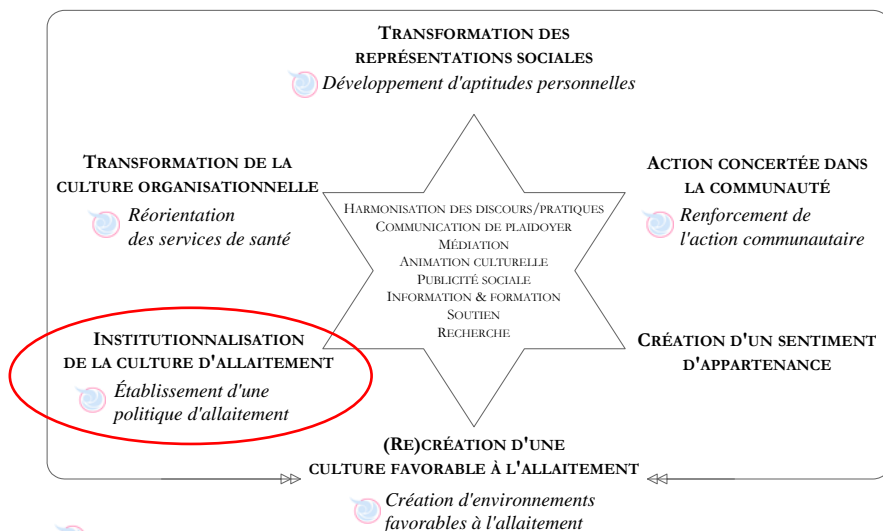 TRANSFORMATION DES
REPRÉSENTATIONS SOCIALES
Développement d'aptitudes personnelles
TRANSFORMATION DE LA
CULTURE ORGANISATIONNELLE
Réorientation
des services de santé
ACTION CONCERTÉE DANS
LA COMMUNAUTÉ
Renforcement de
l'action communautaire
HARMONISATION DES DISCOURS/PRATIQUES
COMMUNICATION DE PLAIDOYER
MÉDIATION
ANIMATION CULTURELLE
PUBLICITÉ SOCIALE
INFORMATION & FORMATION
SOUTIEN
RECHERCHE
INSTITUTIONNALISATION
DE LA CULTURE D'ALLAITEMENT
Établissement d'une
politique d'allaitement
CRÉATION D'UN SENTIMENT
D'APPARTENANCE
(RE)CRÉATION D'UNE
CULTURE FAVORABLE À L'ALLAITEMENT
Création d'environnements
favorables à l'allaitement